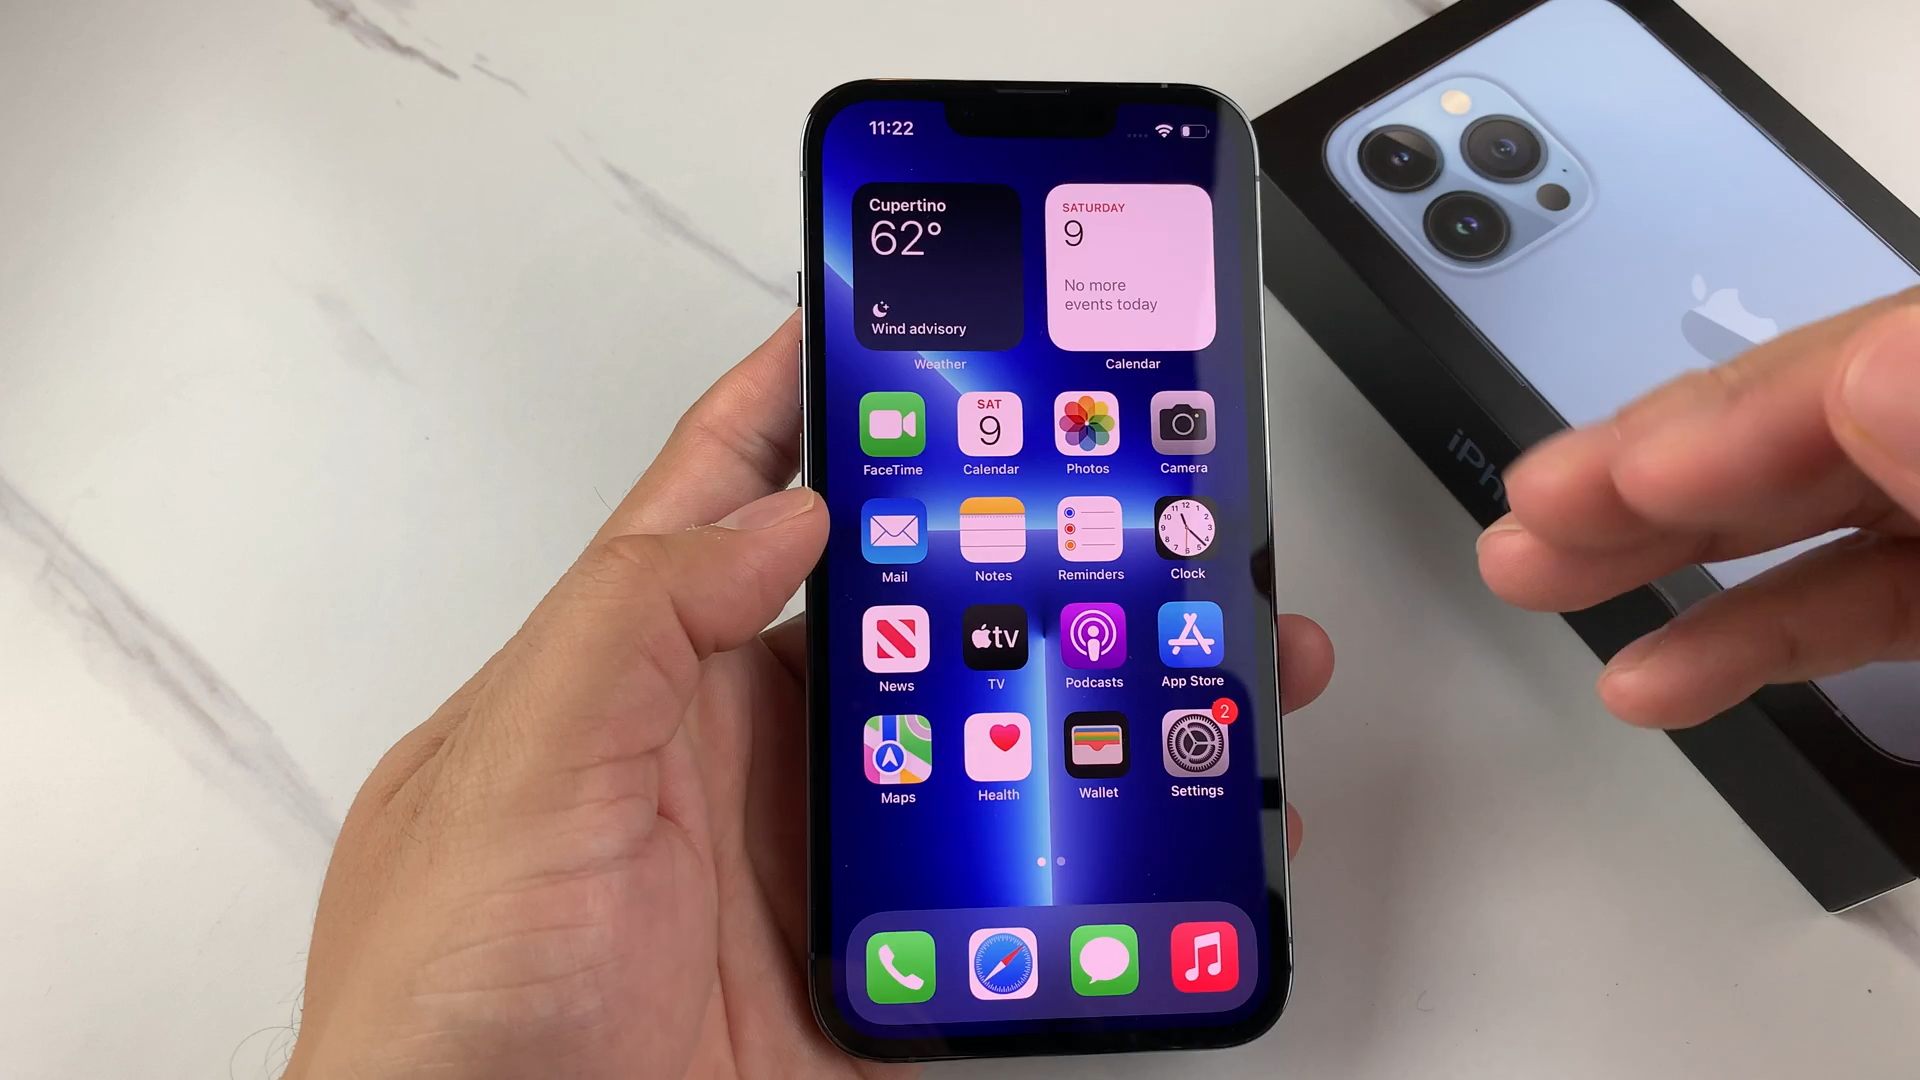 11:22
Cupertino
62°
Wind advisory
Weather
SATURDAY
9
No more
events today
Calendar
FaceTime
SAT
9
Calendar
Photos
Camera
Mail
Notes
Reminders
Clock
News
tv
TV
Podcasts
App Store
Maps
Health
Wallet
2
Settings
iPh